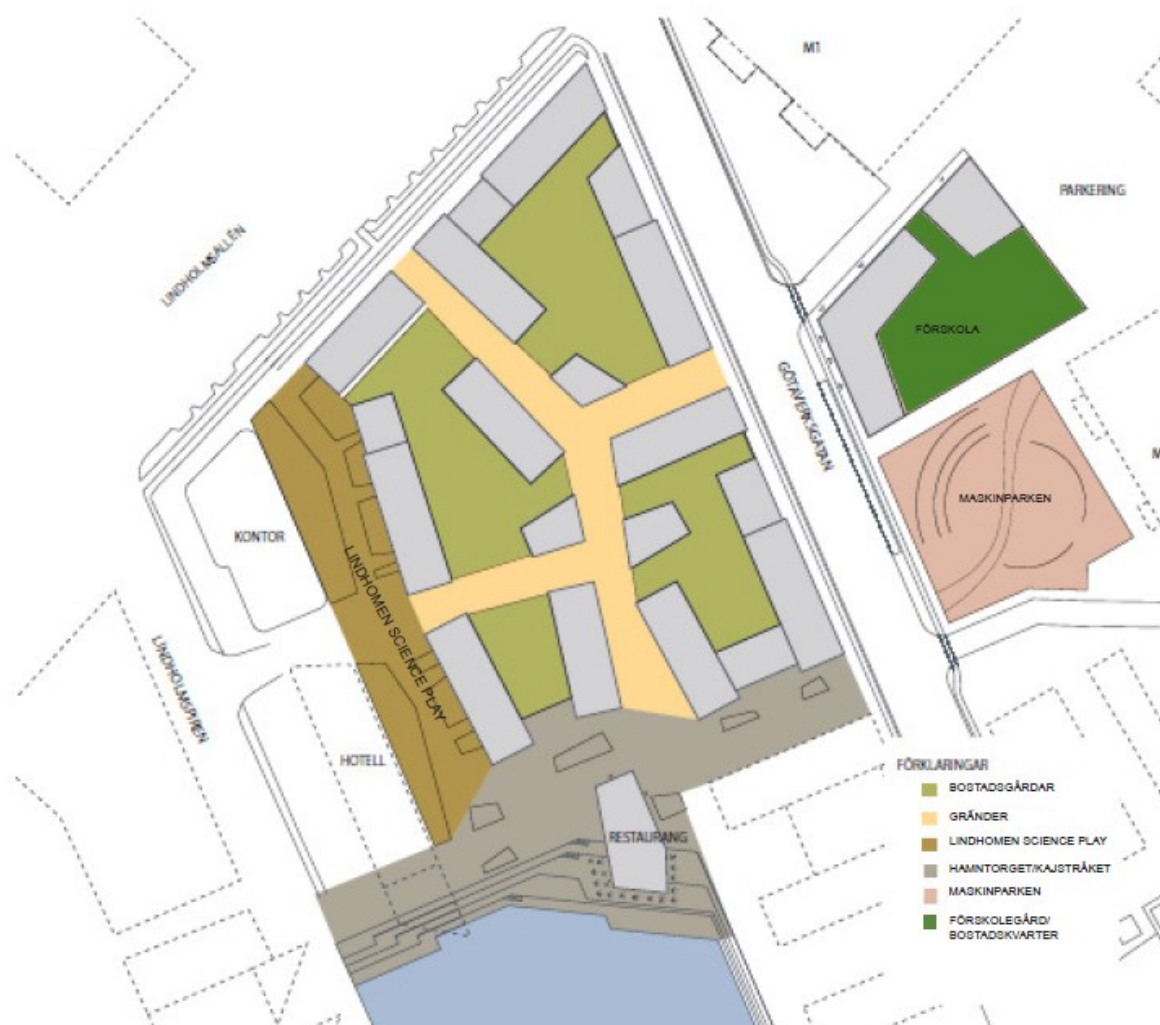 M1
PARKERING
LINDHOLMSALLÉN
FÖRSKOLA
GÖTAVERKSGATAN
MASKINPARKEN
M
KONTOR
LINDHOMEN SCIENCE PLAY
LINDHOLMSPIREN
HOTELL
RESTAURANG
FÖRKLARINGAR
BOSTADSGÅRDAR
GRÄNDER
LINDHOMEN SCIENCE PLAY
HAMNTORGET/KAJSTRÅKET
MASKINPARKEN
FÖRSKOLEGÅRD/
BOSTADSKVARTER